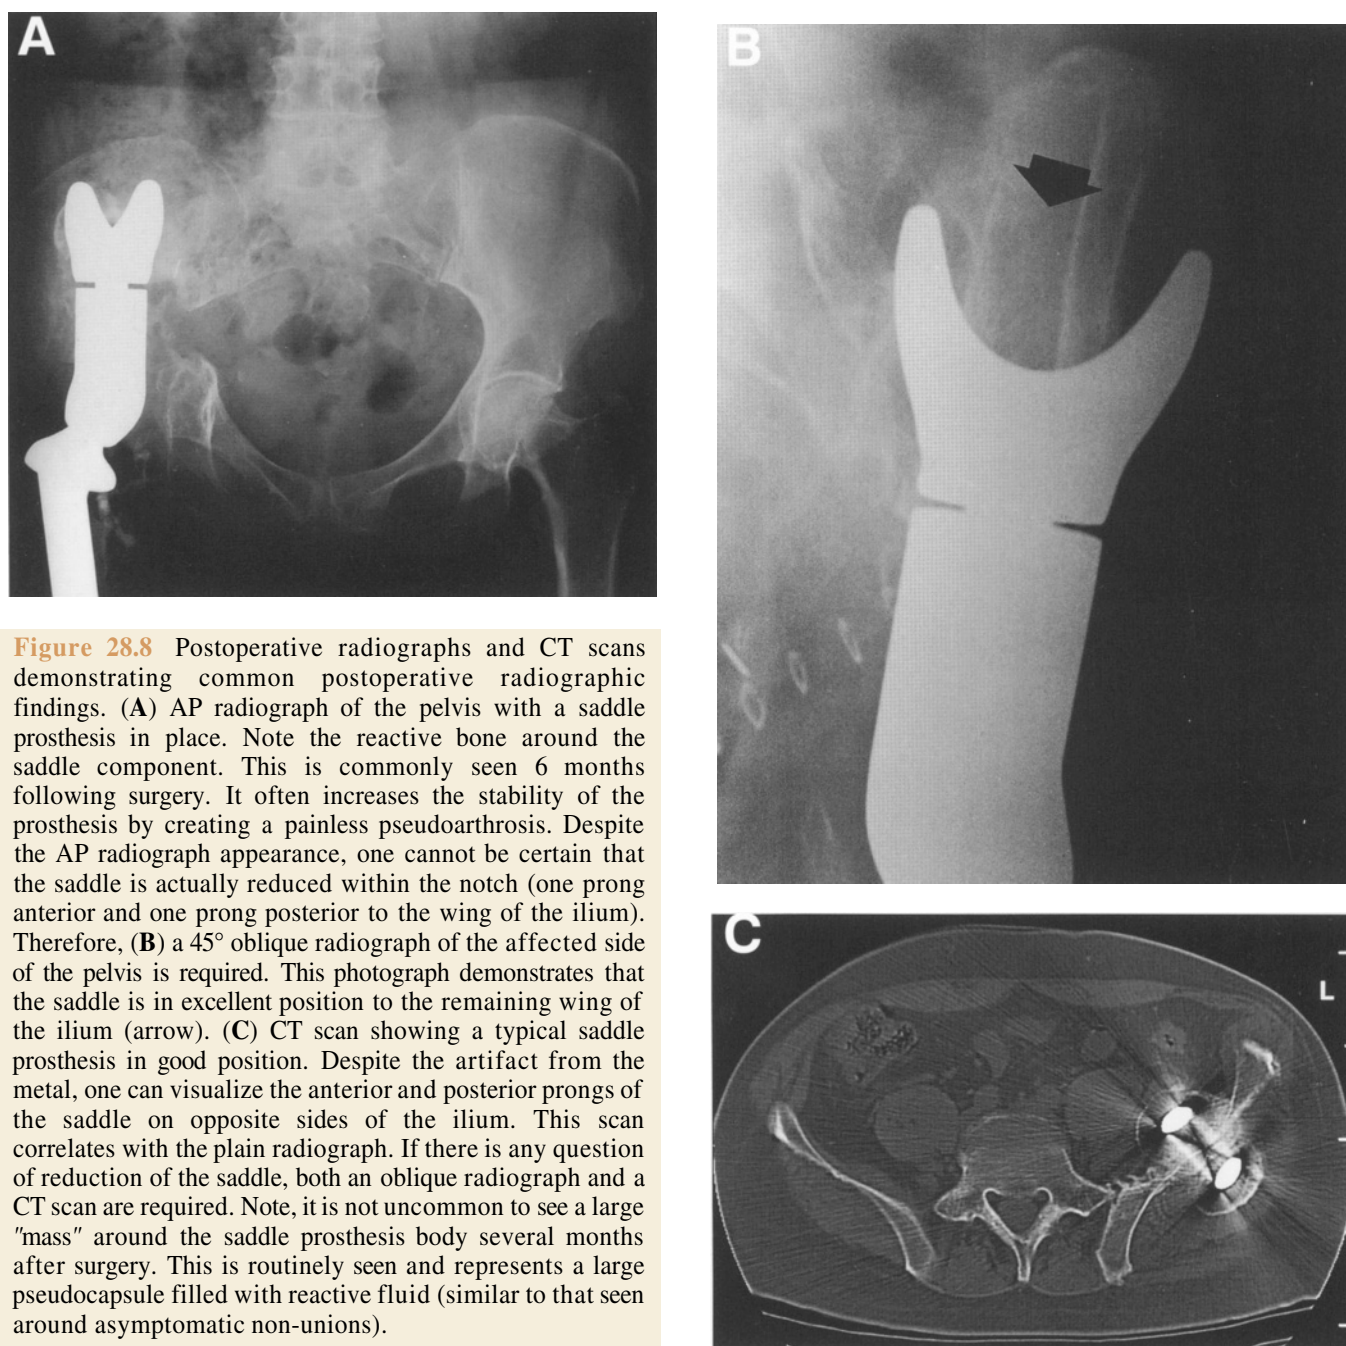 A
B
Figure 28.8 Postoperative radiographs and CT scans
demonstrating common postoperative radiographic
findings. (A) AP radiograph of the pelvis with a saddle
prosthesis in place. Note the reactive bone around the
saddle component. This is commonly seen 6 months
following surgery. It often increases the stability of the
prosthesis by creating a painless pseudoarthrosis. Despite
the AP radiograph appearance, one cannot be certain that
the saddle is actually reduced within the notch (one prong
anterior and one prong posterior to the wing of the ilium).
Therefore, (B) a 45° oblique radiograph of the affected side
of the pelvis is required. This photograph demonstrates that
the saddle is in excellent position to the remaining wing of
the ilium (arrow). (C) CT scan showing a typical saddle
prosthesis in good position. Despite the artifact from the
metal, one can visualize the anterior and posterior prongs of
the saddle on opposite sides of the ilium. This scan
correlates with the plain radiograph. If there is any question
of reduction of the saddle, both an oblique radiograph and a
CT scan are required. Note, it is not uncommon to see a large
"mass" around the saddle prosthesis body several months
after surgery. This is routinely seen and represents a large
pseudocapsule filled with reactive fluid (similar to that seen
around asymptomatic non-unions).
C
L